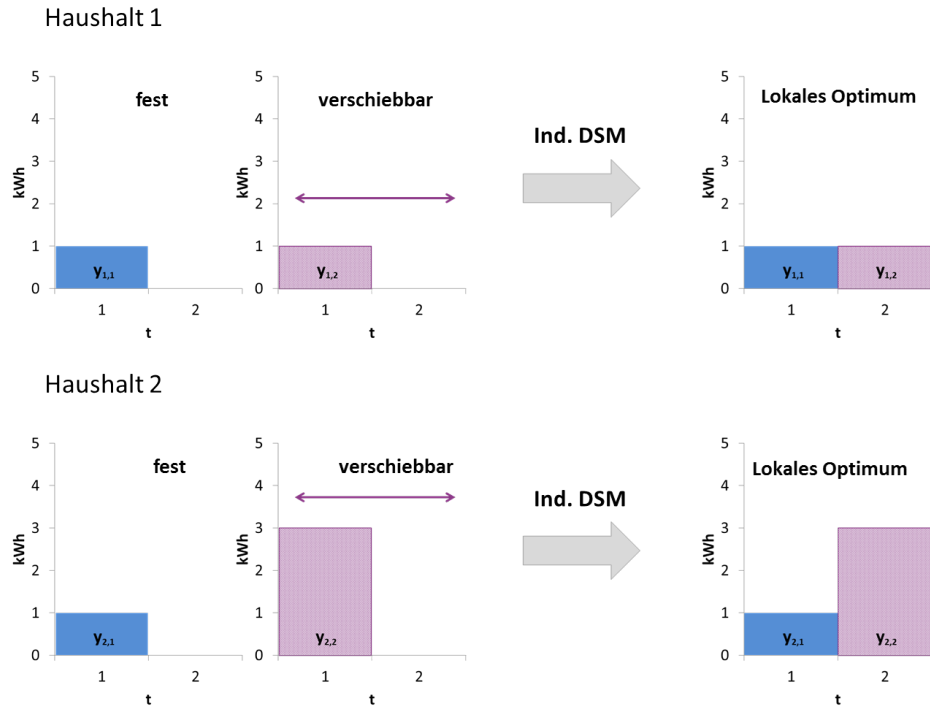 Haushalt 1
5
4
3
2
1
0
kWh
fest
y1,1
1 2
t
5
4
3
2
1
0
kWh
verschiebbar
y1,2
1 2
t
Ind. DSM
5
4
3
2
1
0
kWh
Lokales Optimum
y1,1 y1,2
1 2
t
Haushalt 2
5
4
3
2
1
0
kWh
fest
y2,1
1 2
t
5
4
3
2
1
0
kWh
verschiebbar
y2,2
1 2
t
Ind. DSM
5
4
3
2
1
0
kWh
Lokales Optimum
y2,1 y2,2
1 2
t